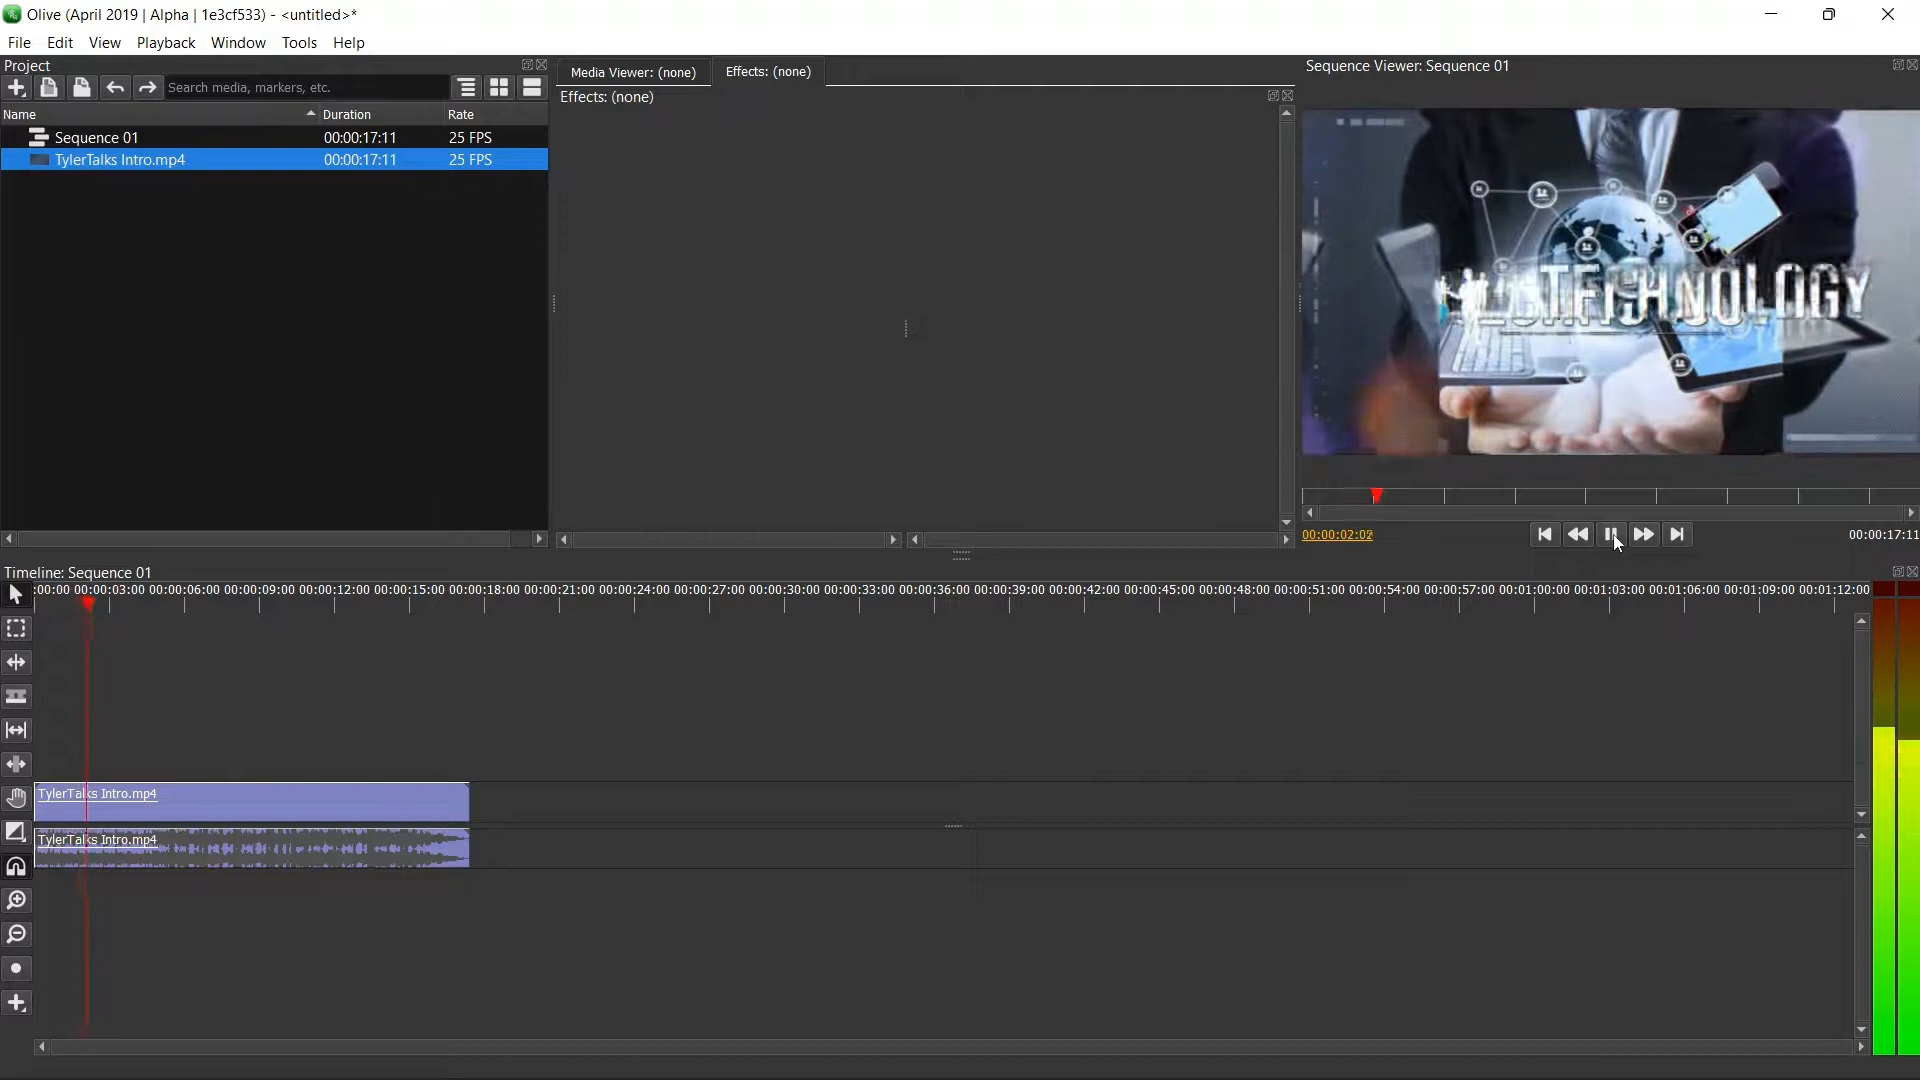 Olive (April 2019 | Alpha | 1e3cf533) - <untitled>*
File Edit View Playback Window Tools Help
Project
Search media, markers, etc.
Name Duration Rate
Sequence 01 00:00:17:11 25 FPS
TylerTalks Intro.mp4 00:00:17:11 25 FPS
Media Viewer: (none) Effects: (none)
Effects: (none)
Sequence Viewer: Sequence 01
TECHNOLOGY
00:00:17:11
Timeline: Sequence 01
:00:00 00:00:03:00 00:00:06:00 00:00:09:00 00:00:12:00 00:00:15:00 00:00:18:00 00:00:21:00 00:00:24:00 00:00:27:00 00:00:30:00 00:00:33:00 00:00:36:00 00:00:39:00 00:00:42:00 00:00:45:00 00:00:48:00 00:00:51:00 00:00:54:00 00:00:57:00 00:01:00:00 00:01:03:00 00:01:06:00 00:01:09:00 00:01:12:00
TylerTalks Intro.mp4
TylerTalks Intro.mp4